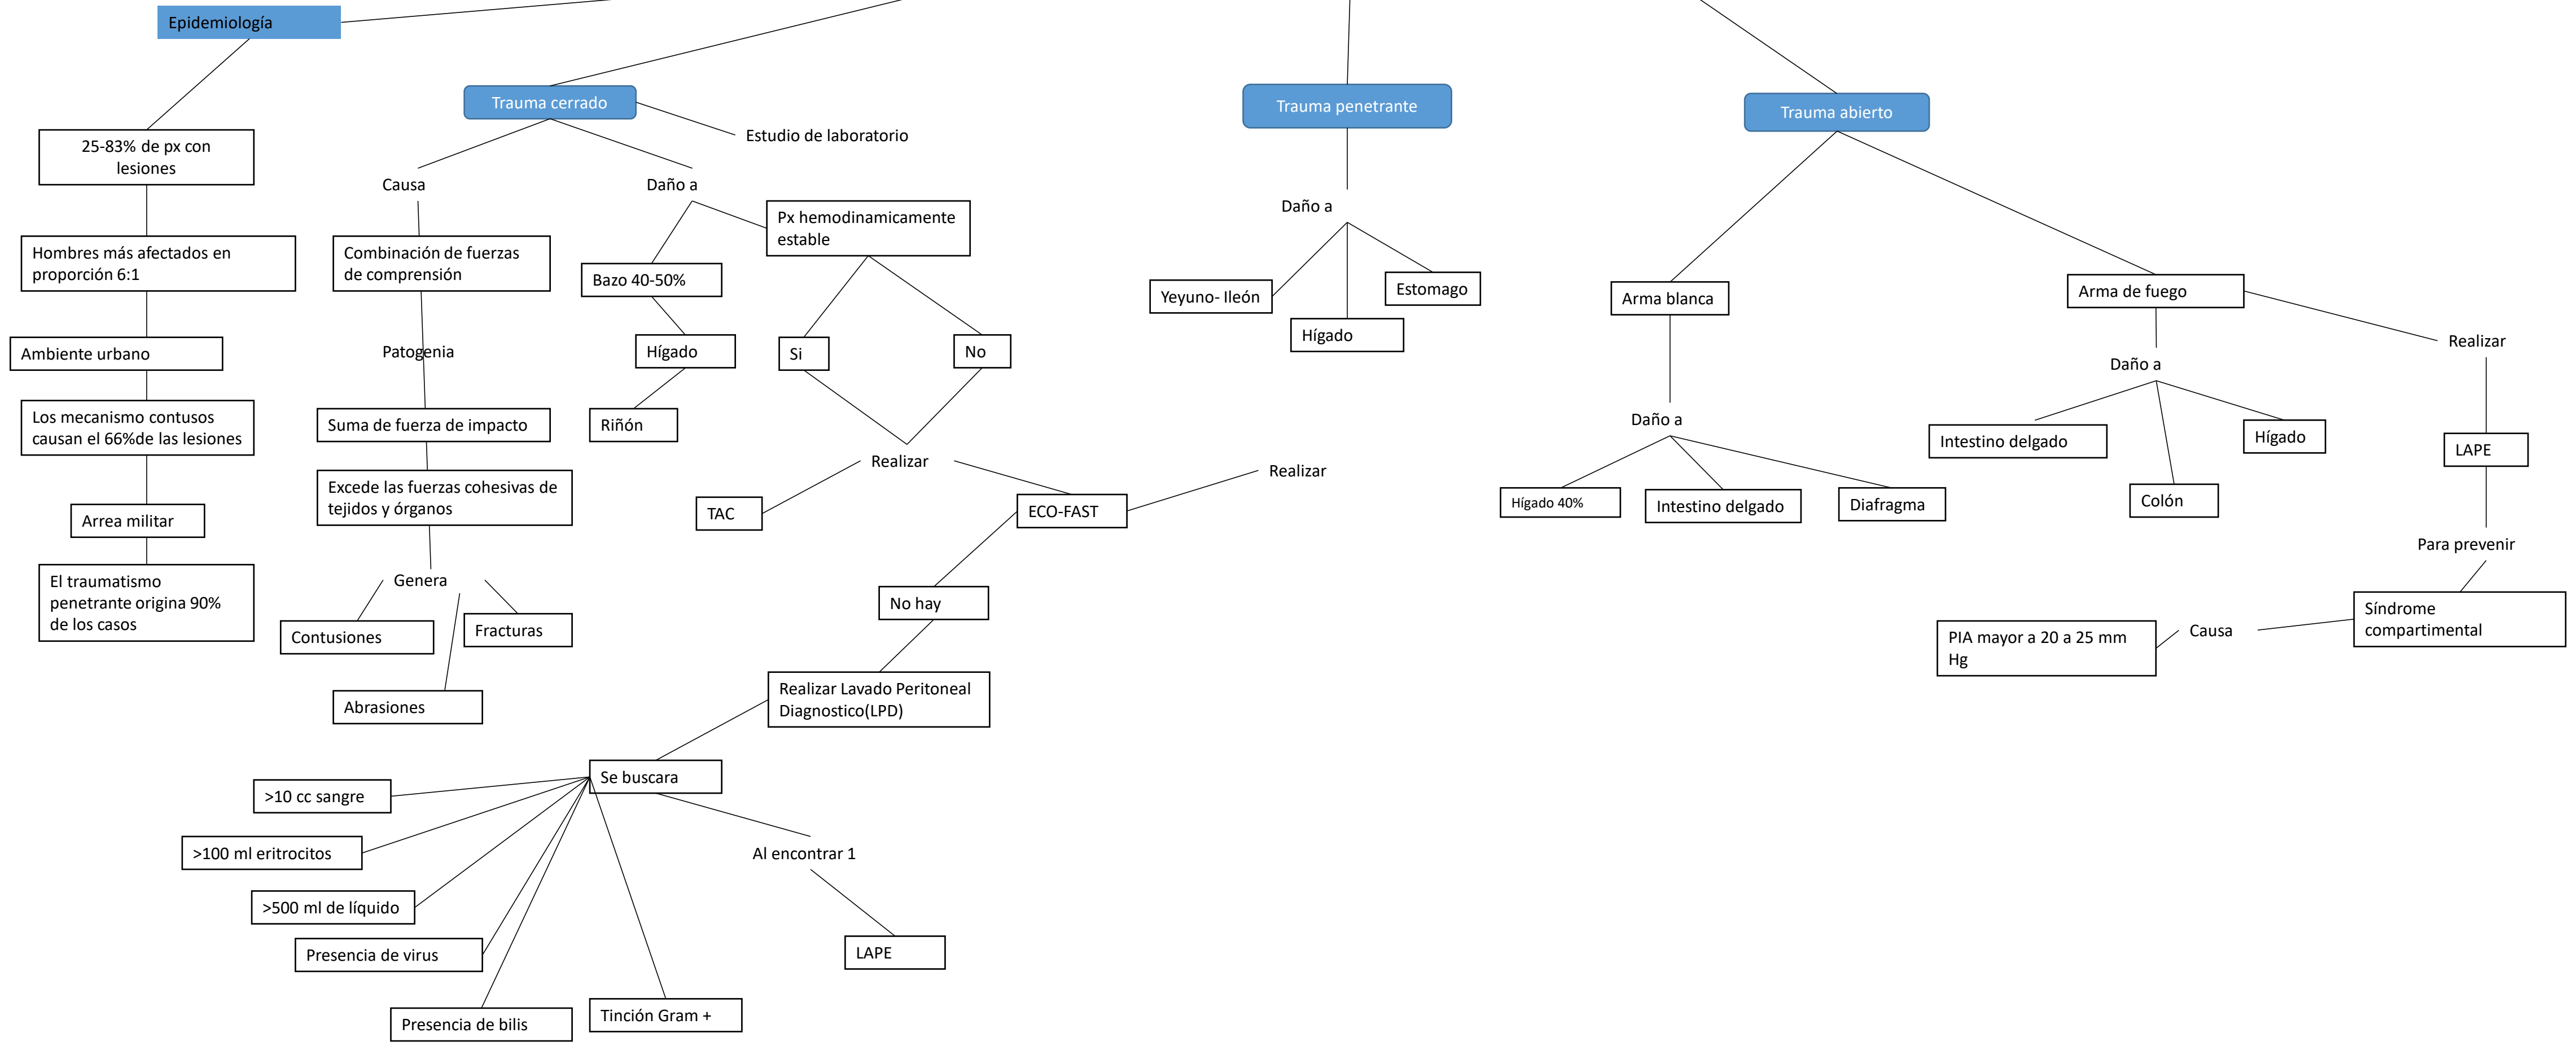 Epidemiología
25-83% de px con
lesiones
Hombres más afectados en
proporción 6:1
Ambiente urbano
Los mecanismo contusos
causan el 66%de las lesiones
Arrea militar
El traumatismo
penetrante origina 90%
de los casos
Trauma cerrado
Estudio de laboratorio
Causa
Combinación de fuerzas
de comprensión
Patogenia
Suma de fuerza de impacto
Excede las fuerzas cohesivas de
tejidos y órganos
Genera
Contusiones
Fracturas
Abrasiones
Daño a
Bazo 40-50%
Hígado
Riñón
Px hemodinamicamente
estable
Si
No
Realizar
TAC
ECO-FAST
Realizar
No hay
Realizar Lavado Peritoneal
Diagnostico(LPD)
Se buscara
>10 cc sangre
>100 ml eritrocitos
>500 ml de líquido
Presencia de virus
Presencia de bilis
Tinción Gram +
Al encontrar 1
LAPE
Trauma penetrante
Daño a
Yeyuno- Ileón
Hígado
Estomago
Trauma abierto
Arma blanca
Daño a
Hígado 40%
Intestino delgado
Diafragma
Arma de fuego
Daño a
Intestino delgado
Colón
Hígado
Realizar
LAPE
Para prevenir
Síndrome
compartimental
Causa
PIA mayor a 20 a 25 mm
Hg